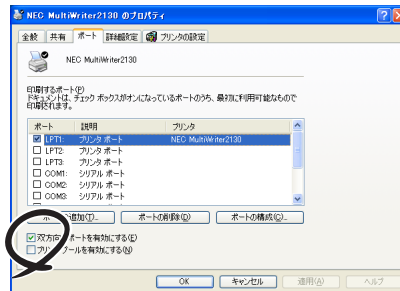 NEC MultiWriter2130 のプロパティ
全般 共有 ポート 詳細設定 プリンタの設定
NEC MultiWriter2130
印刷するポート(P)
ドキュメントは、チェック ボックスがオンになっているポートのうち、最初に利用可能なもので
印刷されます。
ポート 説明 プリンタ
LPT1: プリンタ ポート NEC MultiWriter2130
LPT2: プリンタ ポート
LPT3: プリンタ ポート
COM1: シリアル ポート
COM2: シリアル ポート
COM3: シリアル ポート
追加(T)... ポートの削除(D) ポートの構成(C)...
双方向 ポートを有効にする(E)
プリン プールを有効にする(N)
OK キャンセル 適用(A) ヘルプ